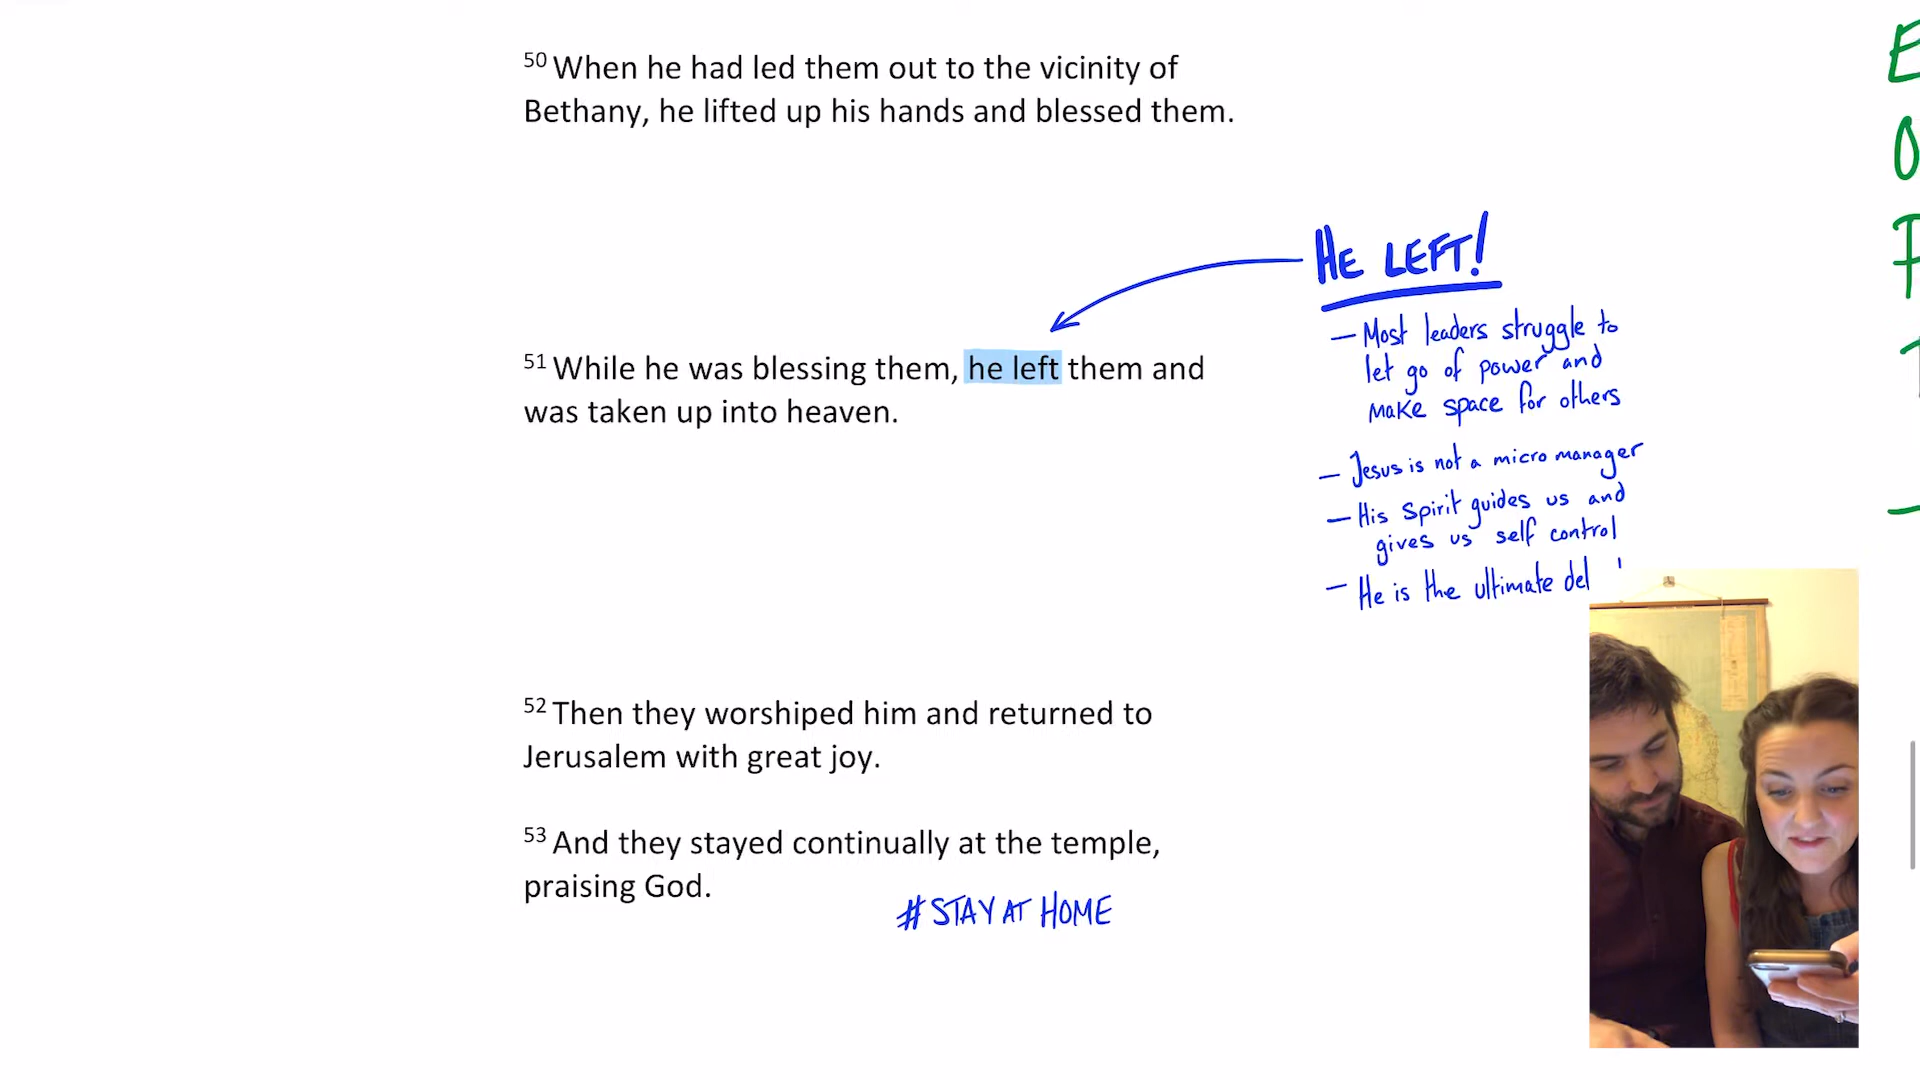 50 When he had led them out to the vicinity of
Bethany, he lifted up his hands and blessed them.
HE LEFT!
– Most leaders struggle to
let go of power and
make space for others
51 While he was blessing them, he left them and
was taken up into heaven.
– Jesus is not a micro manager
– His Spirit guides us and
gives us self control
– He is the ultimate del
52 Then they worshiped him and returned to
Jerusalem with great joy.
53 And they stayed continually at the temple,
praising God.
#STAY AT HOME
E
O
P